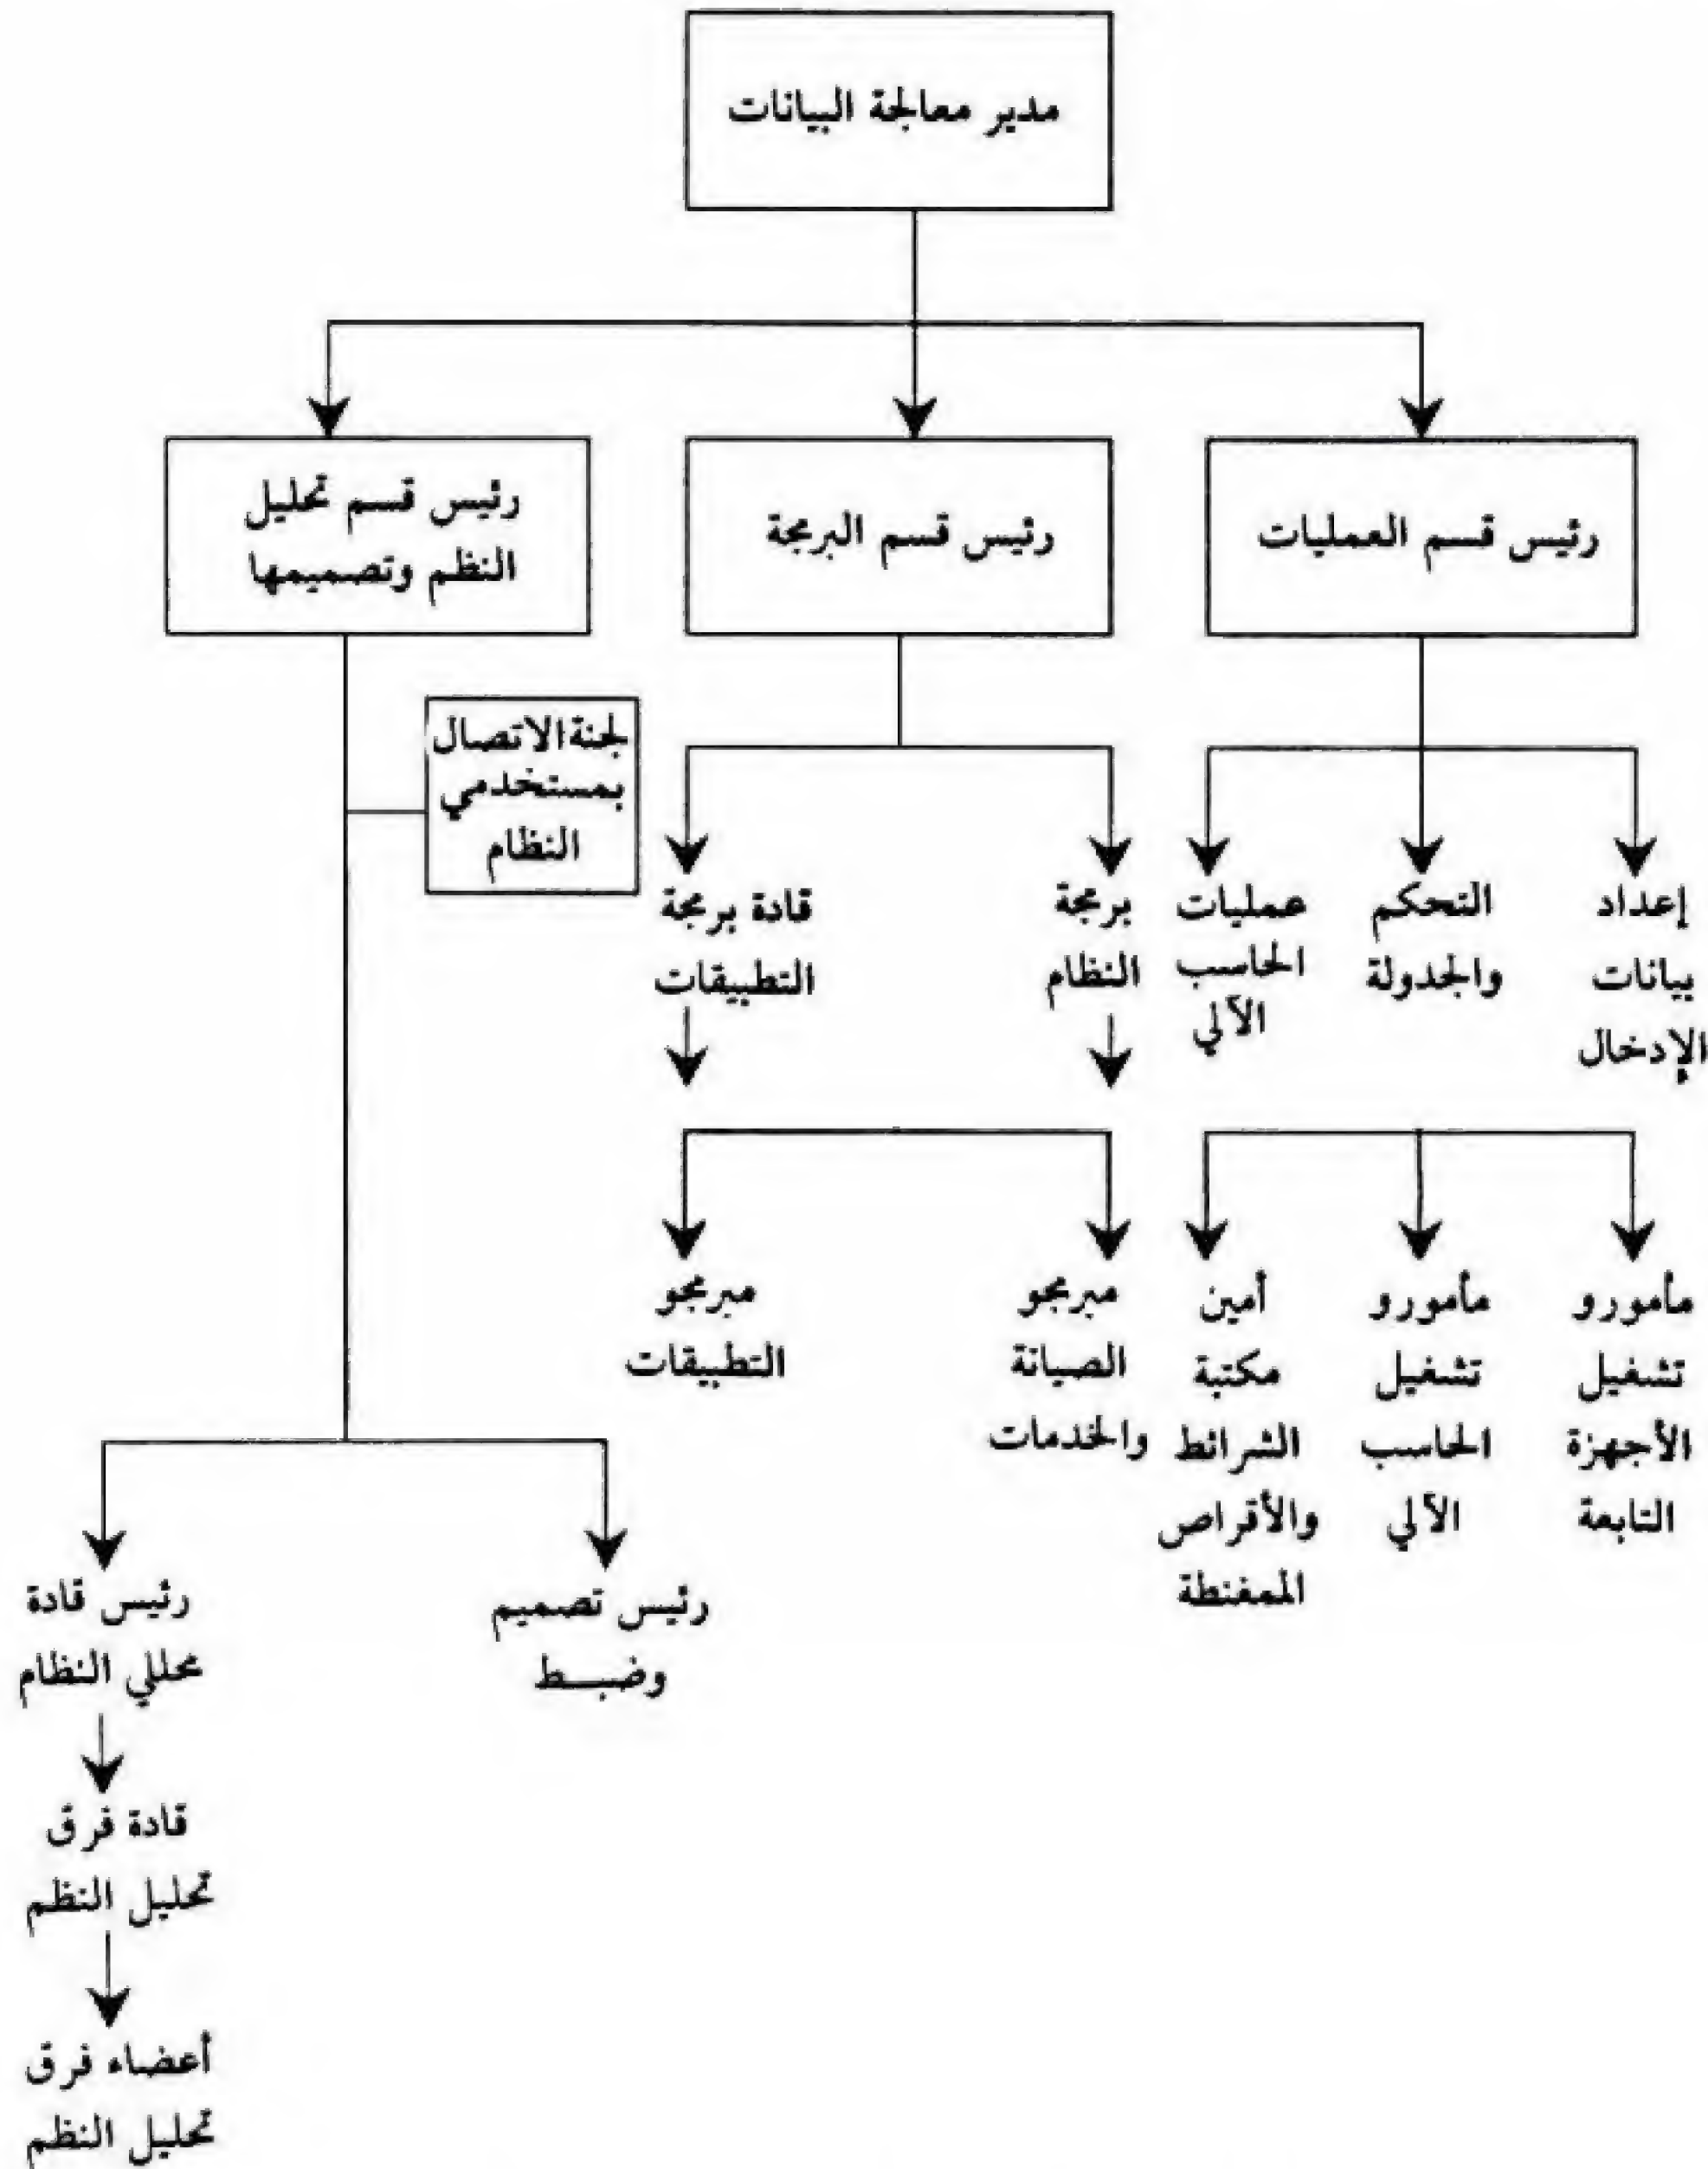 مدير معالجة البيانات
رئيس قسم العمليات
رئيس قسم البرمجة
رئيس قسم تحليل
النظم وتصميمها
لجنة الاتصال
بمستخدمي
النظام
إعداد
بيانات
الإدخال
التحكم
والجدولة
عمليات
الحاسب
الآلي
برمجة
النظام
قادة برمجة
التطبيقات
مأمورو
تشغيل
الأجهزة
التابعة
مأمورو
تشغيل
الحاسب
الآلي
أمين
مكتبة
الشرائط
والأقراص
الممغنطة
مبرمجو
الصيانة
والخدمات
مبرمجو
التطبيقات
رئيس تصميم
وضبط
رئيس قادة
محللي النظام
قادة فرق
تحليل النظم
أعضاء فرق
تحليل النظم